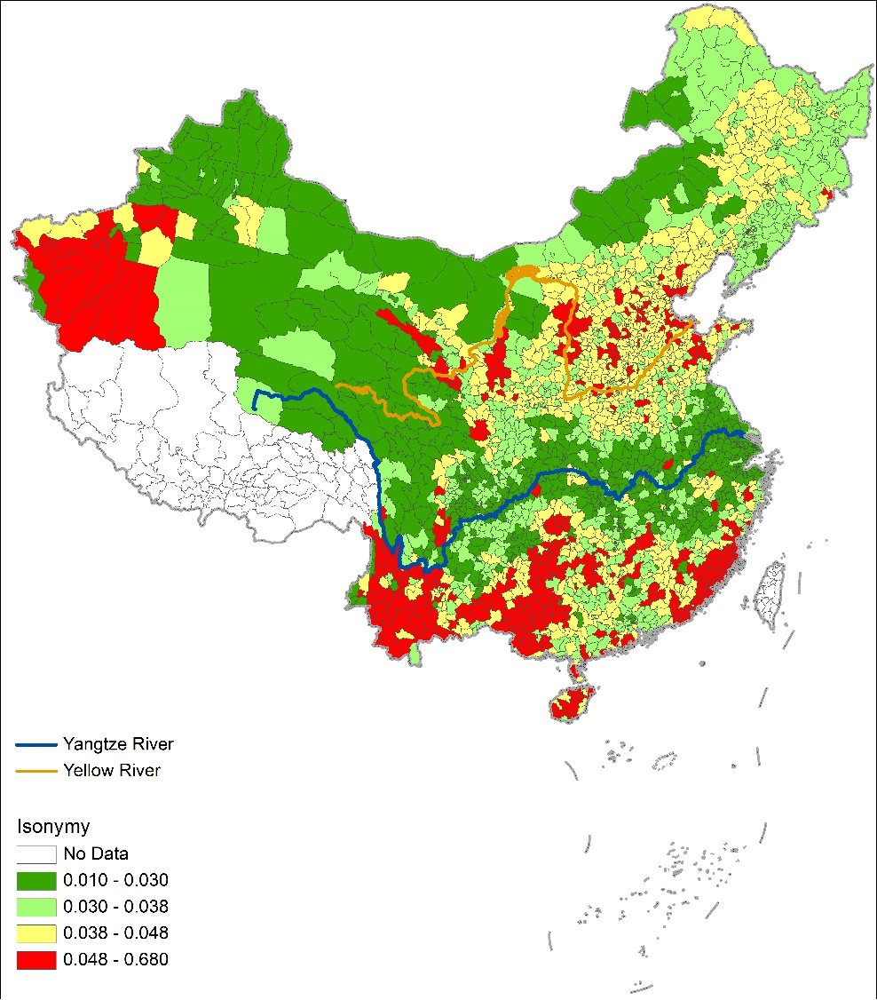 Yangtze River
Yellow River
Isonymy
No Data
0.010 - 0.030
0.030 - 0.038
0.038 - 0.048
0.048 - 0.680